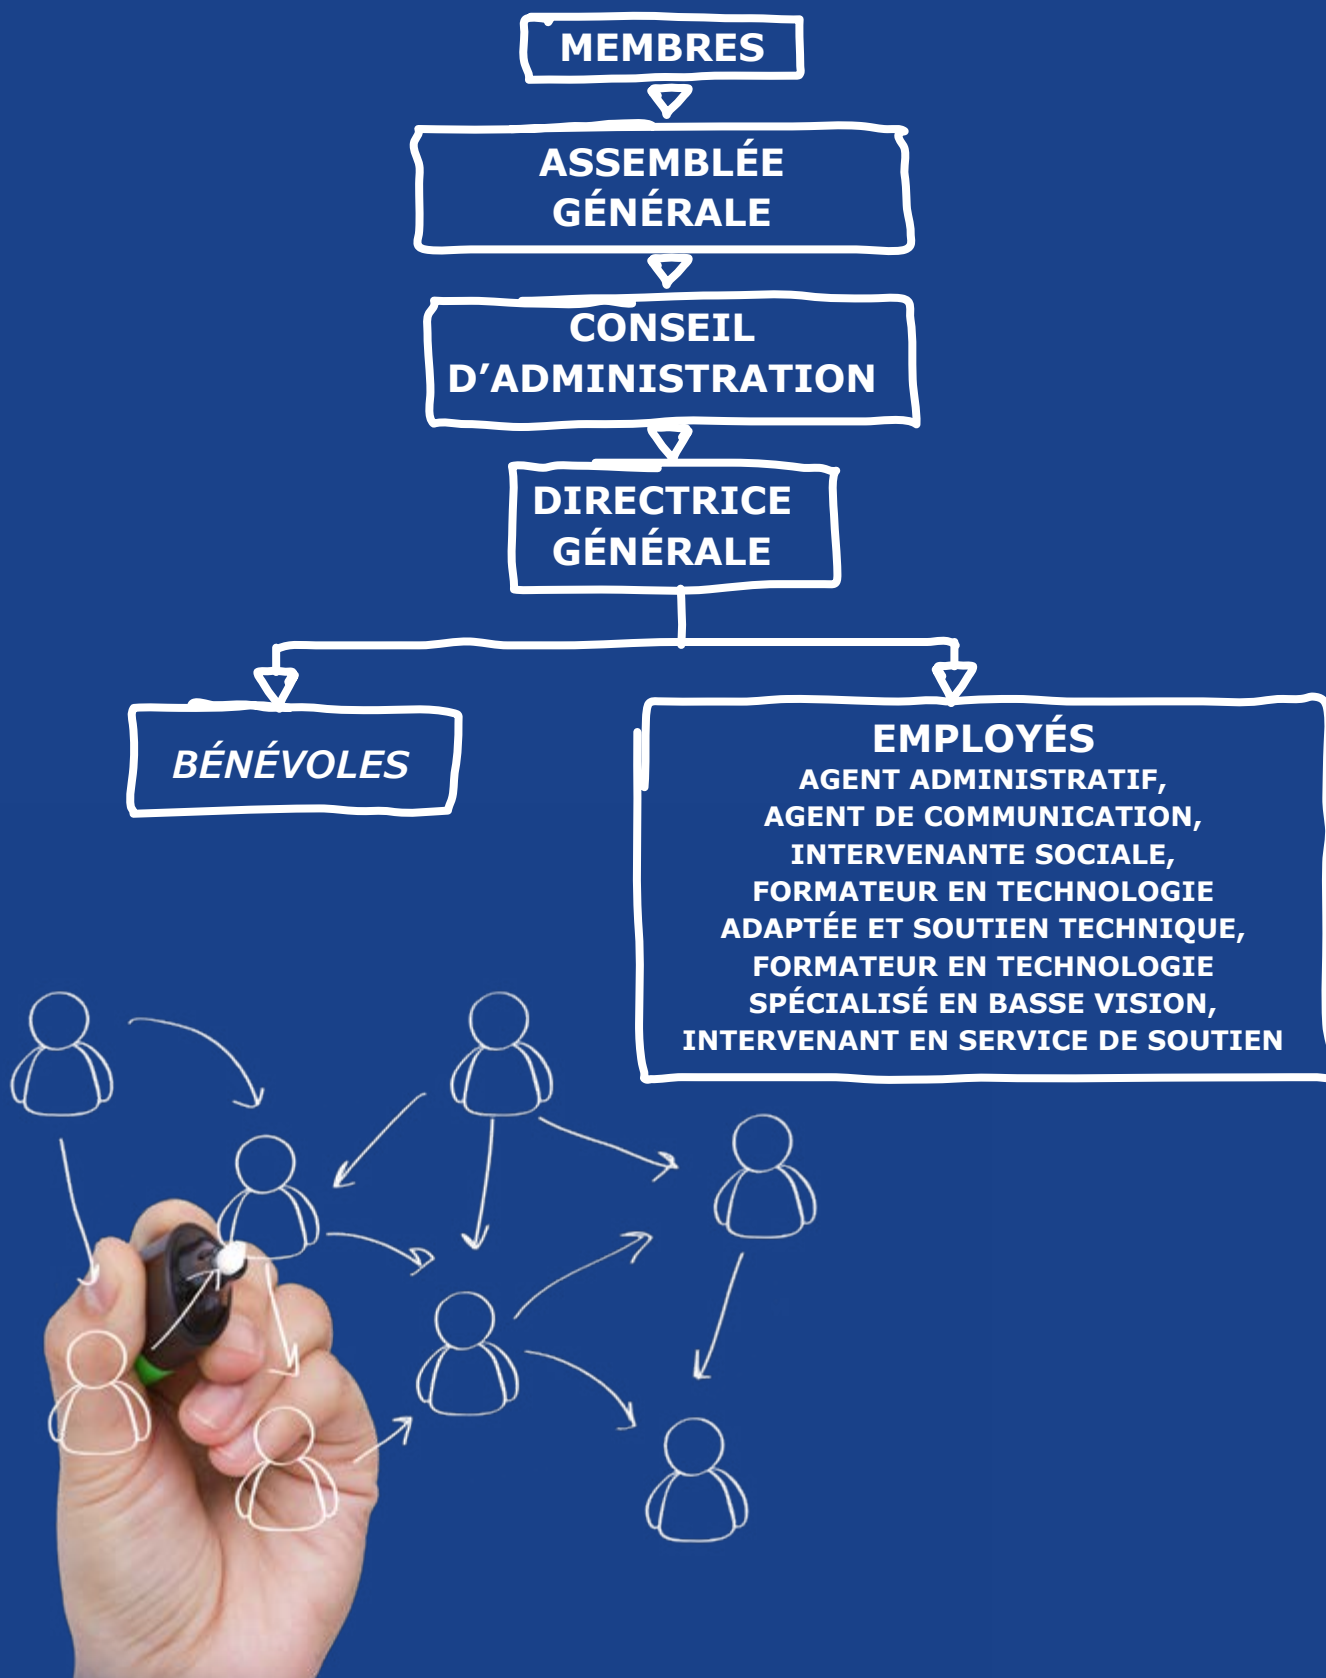 MEMBRES
ASSEMBLÉE
GÉNÉRALE
CONSEIL
D’ADMINISTRATION
DIRECTRICE
GÉNÉRALE
BÉNÉVOLES
EMPLOYÉS
AGENT ADMINISTRATIF,
AGENT DE COMMUNICATION,
INTERVENANTE SOCIALE,
FORMATEUR EN TECHNOLOGIE
ADAPTÉE ET SOUTIEN TECHNIQUE,
FORMATEUR EN TECHNOLOGIE
SPÉCIALISÉ EN BASSE VISION,
INTERVENANT EN SERVICE DE SOUTIEN